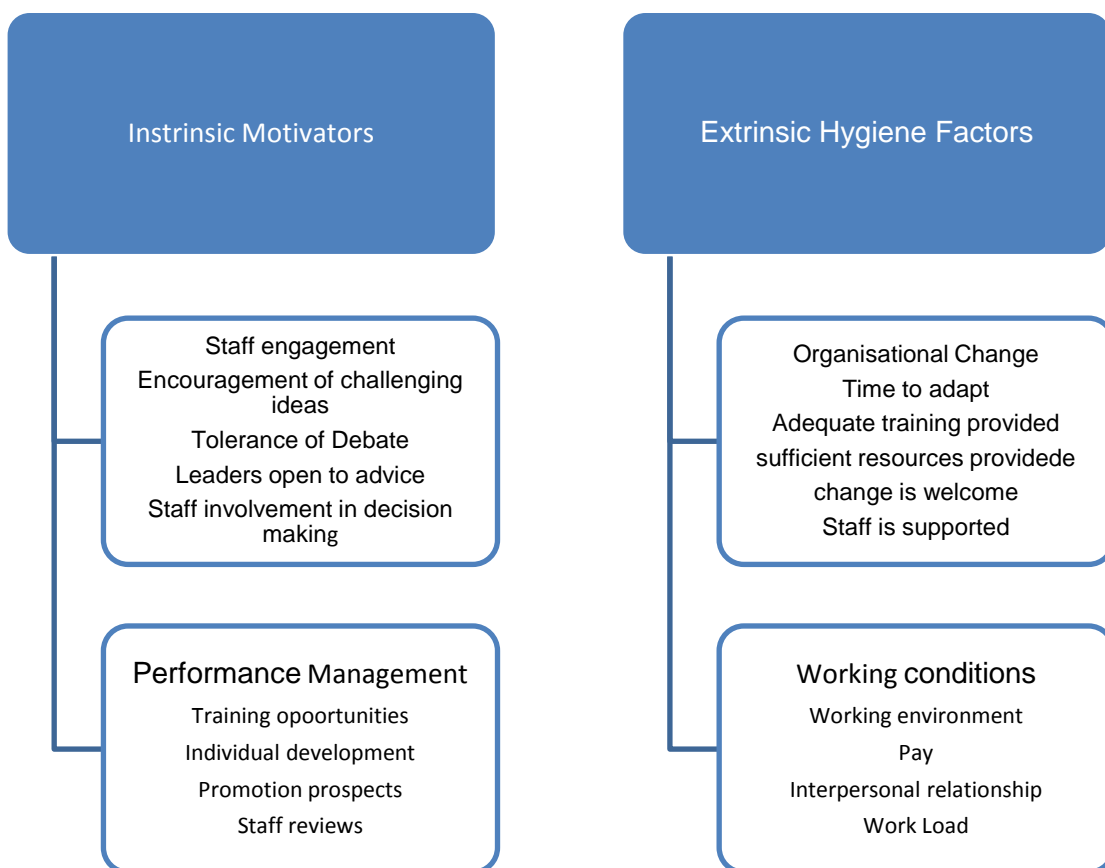 Instrinsic Motivators
Staff engagement
Encouragement of challenging
ideas
Tolerance of Debate
Leaders open to advice
Staff involvement in decision
making
Performance Management
Training opoortunities
Individual development
Promotion prospects
Staff reviews
Extrinsic Hygiene Factors
Organisational Change
Time to adapt
Adequate training provided
sufficient resources providede
change is welcome
Staff is supported
Working conditions
Working environment
Pay
Interpersonal relationship
Work Load